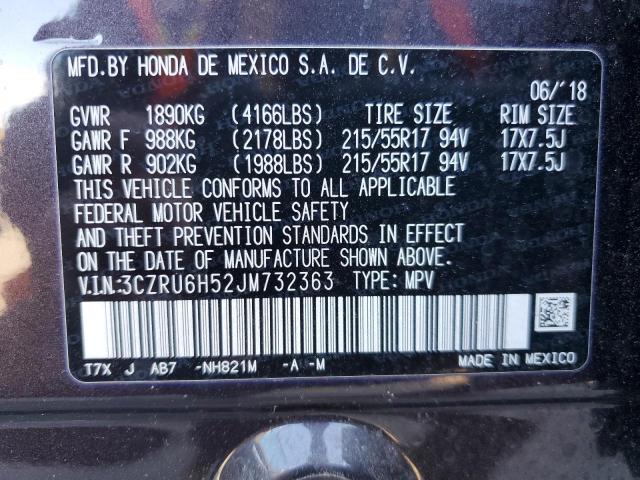 MFD.BY HONDA DE MEXICO S.A. DE C.V.
06/'18
GVWR 1890KG (4166LBS) TIRE SIZE RIM SIZE
GAWR F 988KG (2178LBS) 215/55R17 94V 17X7.5J
GAWR R 902KG (1988LBS) 215/55R17 94V 17X7.5J
THIS VEHICLE CONFORMS TO ALL APPLICABLE
FEDERAL MOTOR VEHICLE SAFETY
AND THEFT PREVENTION STANDARDS IN EFFECT
ON THE DATE OF MANUFACTURE SHOWN ABOVE.
V.I.N:3CZRU6H52JM732363 TYPE: MPV
T7X J AB7 -NH821M -A -M MADE IN MEXICO